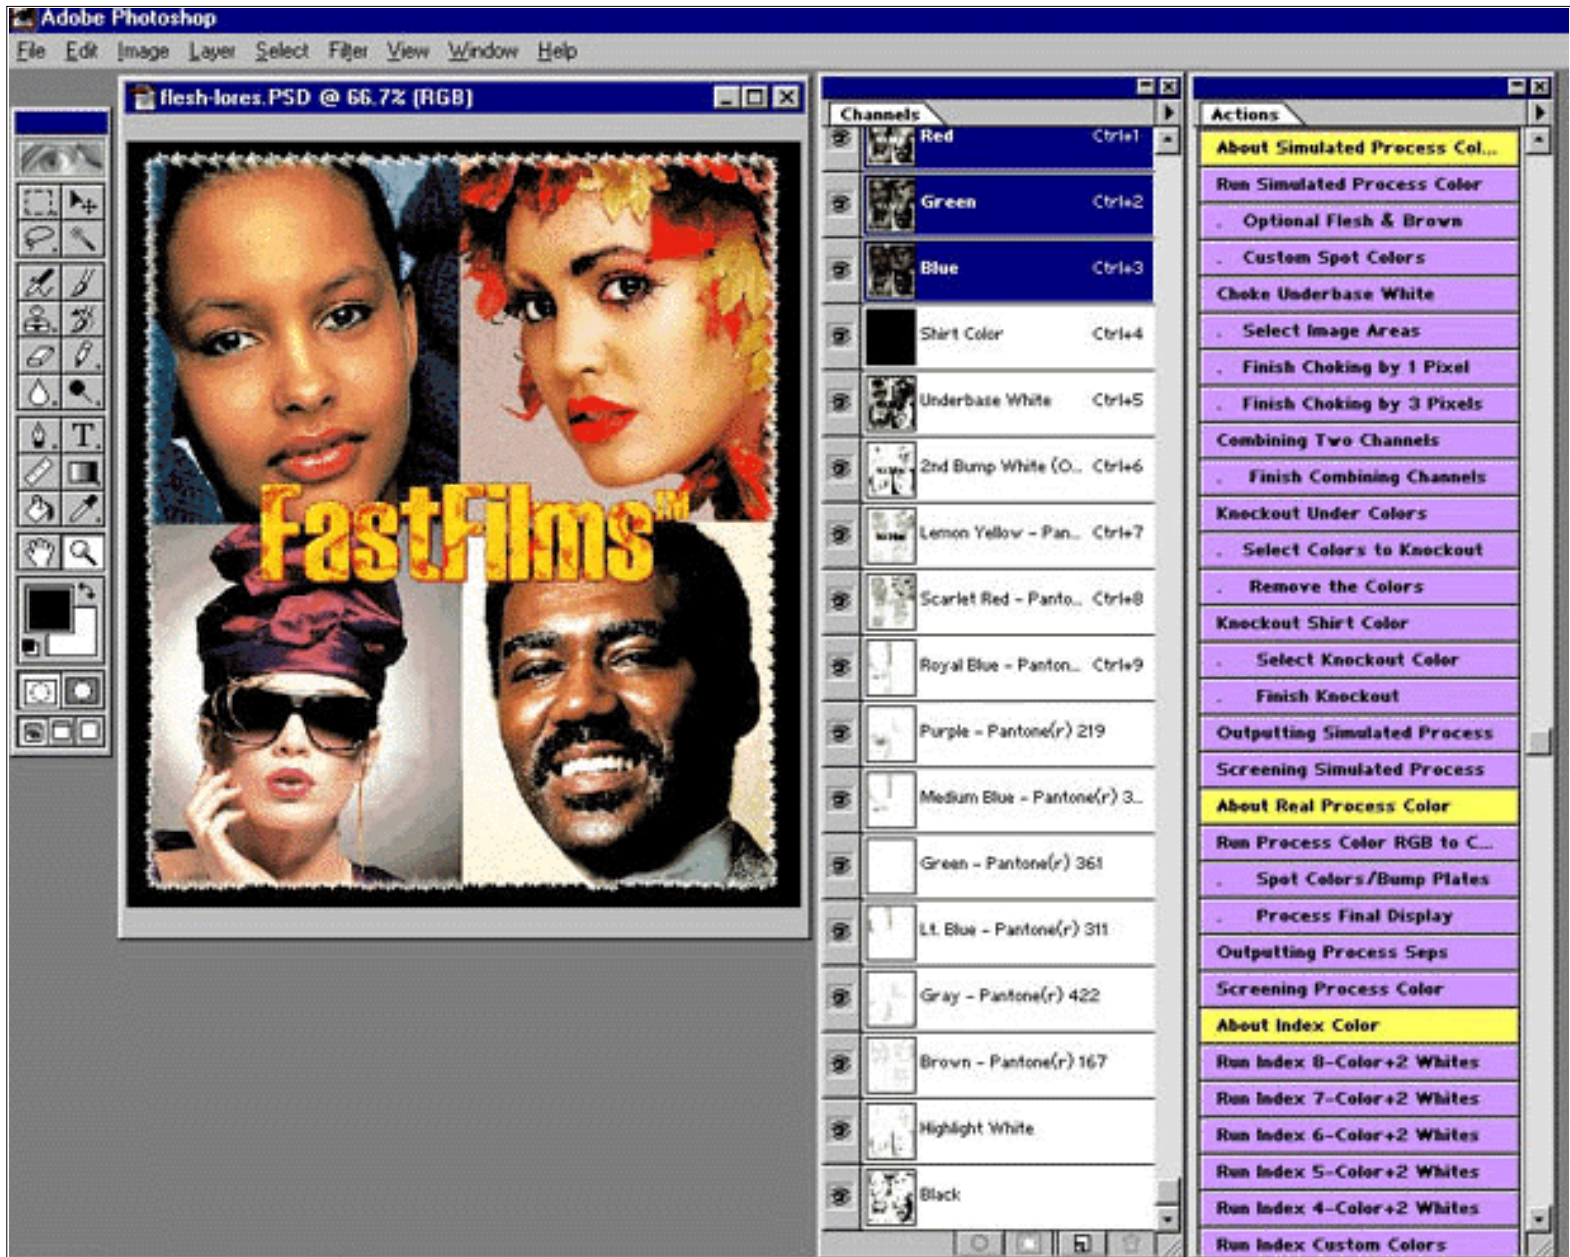 Adobe Photoshop
File Edit Image Layer Select Filter View Window Help
flesh-lores.PSD @ 66.7% (RGB)
FastFilms™
T
Channels
Red Ctrl+1
Green Ctrl+2
Blue Ctrl+3
Shirt Color Ctrl+4
Underbase White Ctrl+5
2nd Bump White (O... Ctrl+6
Lemon Yellow - Pan... Ctrl+7
Scarlet Red - Panto... Ctrl+8
Royal Blue - Panton... Ctrl+9
Purple - Pantone(r) 219
Medium Blue - Pantone(r) 3...
Green - Pantone(r) 361
Lt. Blue - Pantone(r) 311
Gray - Pantone(r) 422
Brown - Pantone(r) 167
Highlight White
Black
Actions
About Simulated Process Col...
Run Simulated Process Color
. Optional Flesh & Brown
. Custom Spot Colors
Choke Underbase White
. Select Image Areas
. Finish Choking by 1 Pixel
. Finish Choking by 3 Pixels
Combining Two Channels
. Finish Combining Channels
Knockout Under Colors
. Select Colors to Knockout
. Remove the Colors
Knockout Shirt Color
. Select Knockout Color
. Finish Knockout
Outputting Simulated Process
Screening Simulated Process
About Real Process Color
Run Process Color RGB to C...
. Spot Colors/Bump Plates
. Process Final Display
Outputting Process Seps
Screening Process Color
About Index Color
Run Index 8-Color+2 Whites
Run Index 7-Color+2 Whites
Run Index 6-Color+2 Whites
Run Index 5-Color+2 Whites
Run Index 4-Color+2 Whites
Run Index Custom Colors